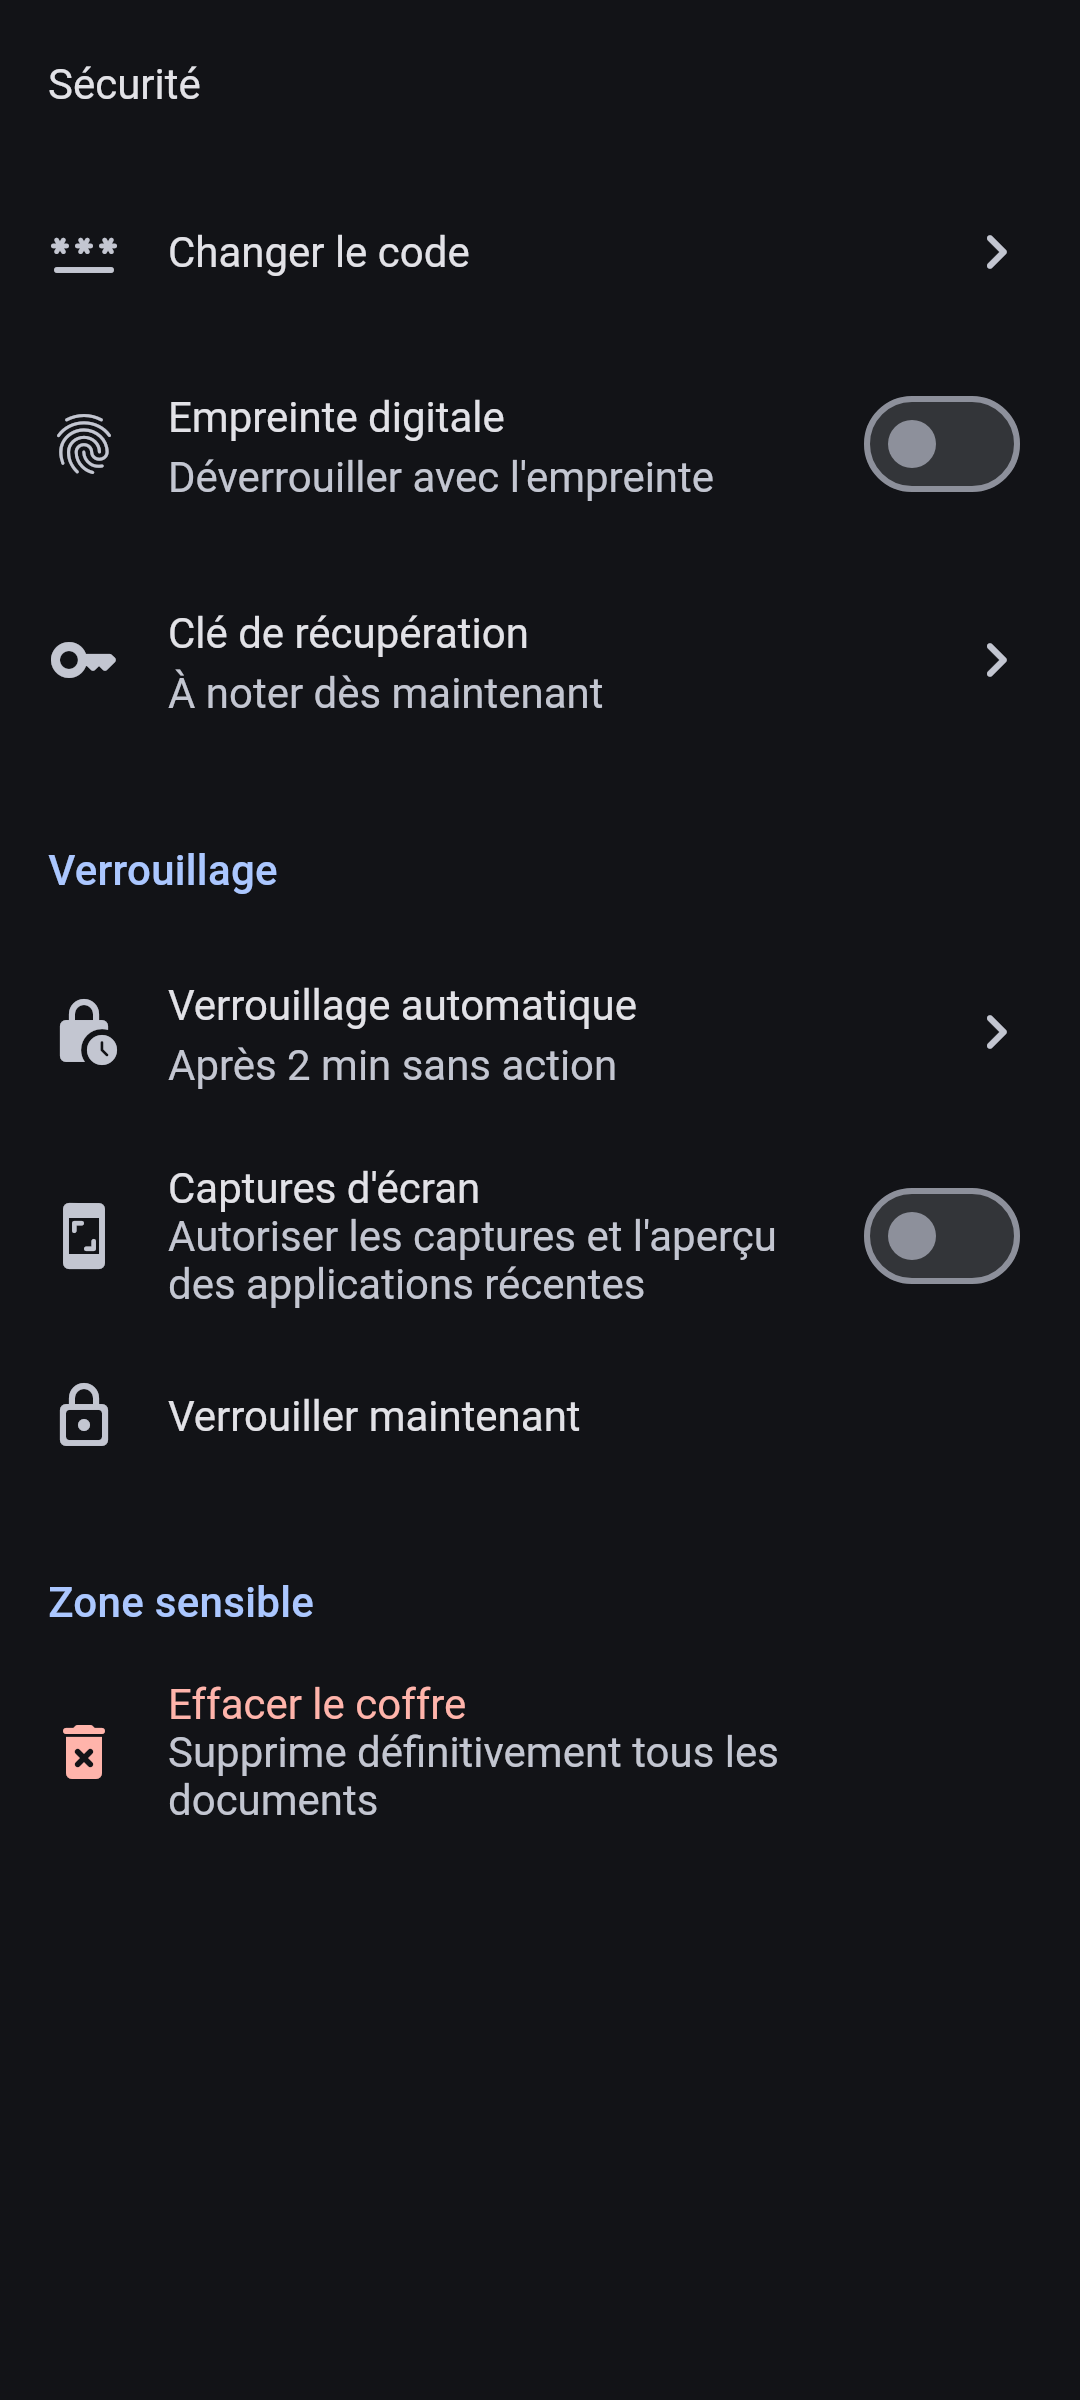 Sécurité
Changer le code
Empreinte digitale
Déverrouiller avec l'empreinte
Clé de récupération
À noter dès maintenant
Verrouillage
Verrouillage automatique
Après 2 min sans action
Captures d'écran
Autoriser les captures et l'aperçu
des applications récentes
Verrouiller maintenant
Zone sensible
Effacer le coffre
Supprime définitivement tous les
documents